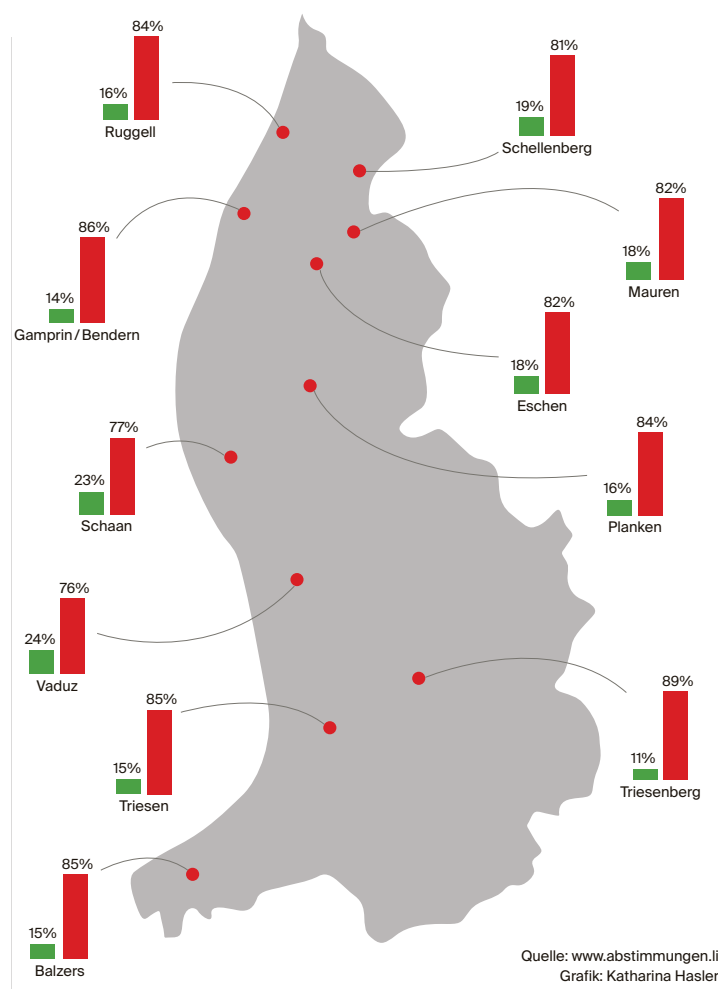 84%
16%
Ruggell
81%
19%
Schellenberg
82%
18%
Mauren
86%
14%
Gamprin/Bendern
82%
18%
Eschen
77%
23%
Schaan
84%
16%
Planken
76%
24%
Vaduz
85%
15%
Triesen
89%
11%
Triesenberg
85%
15%
Balzers
Quelle: www.abstimmungen.li
Grafik: Katharina Hasler